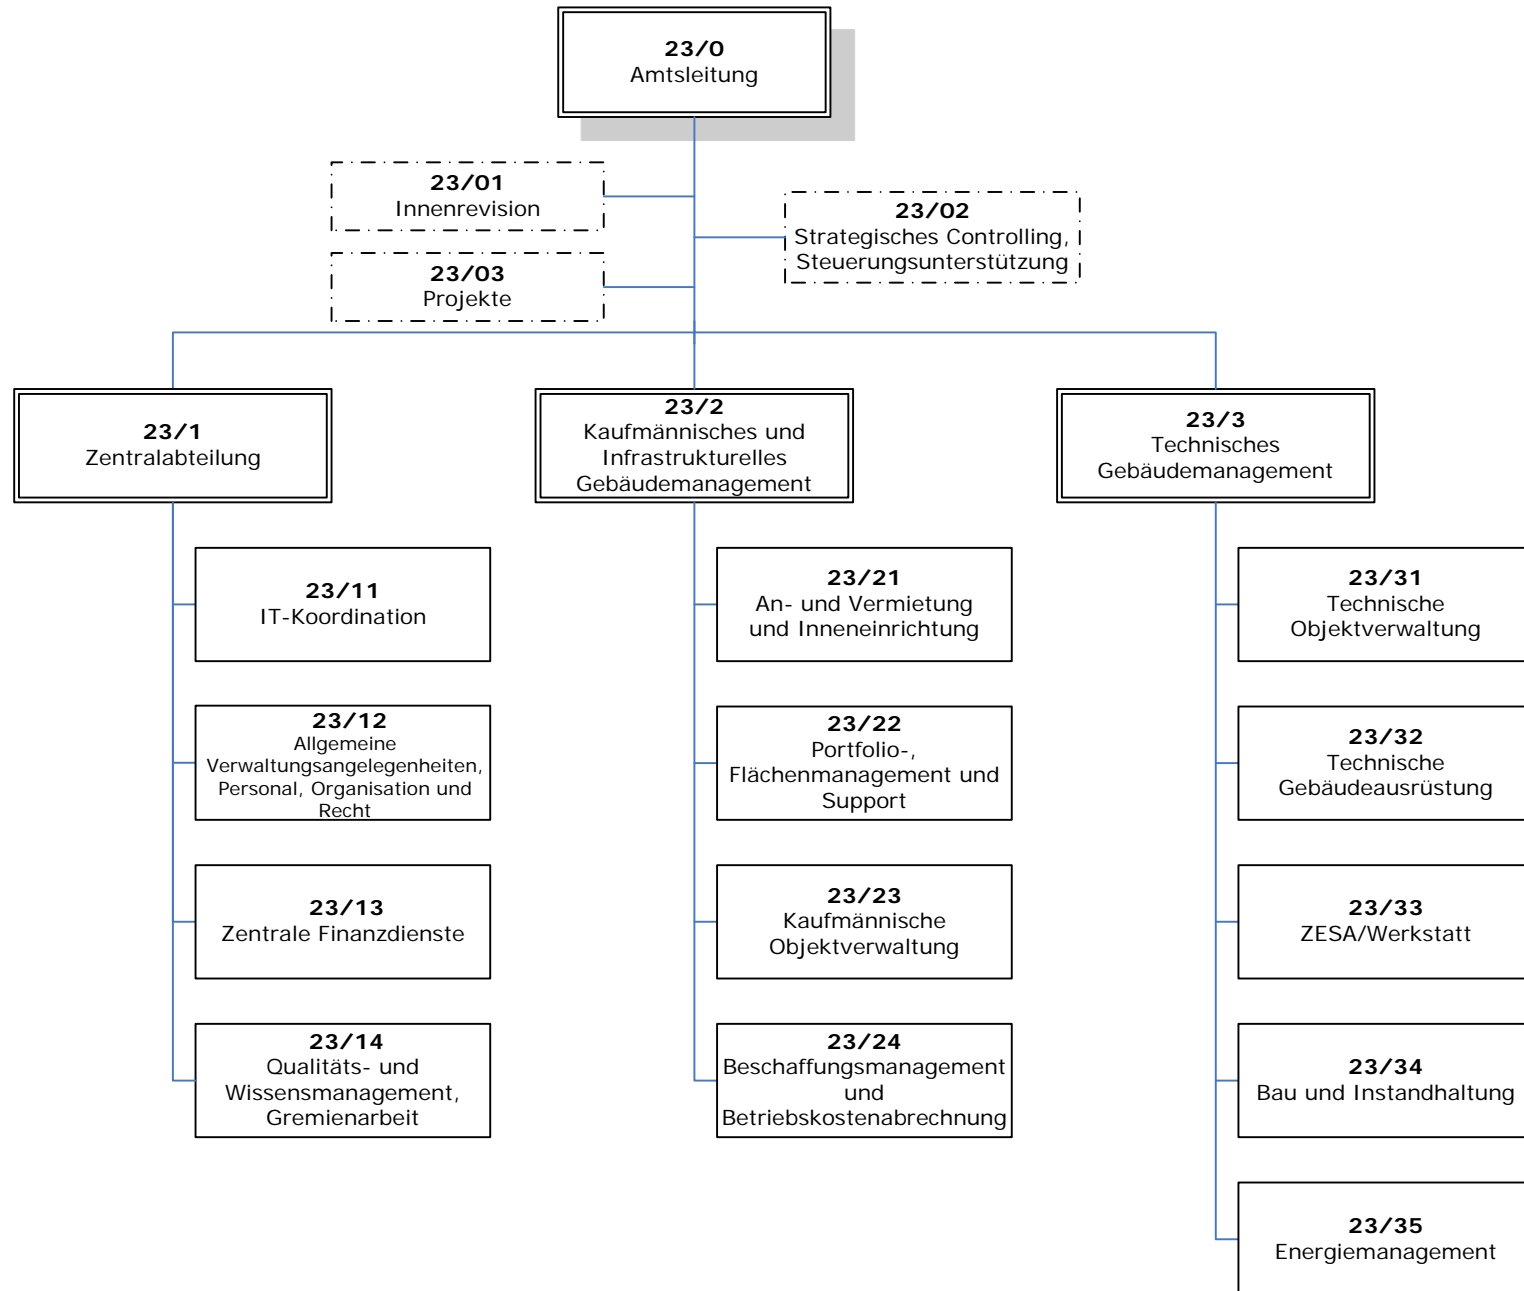 23/0
Amtsleitung
23/01
Innenrevision
23/02
Strategisches Controlling,
Steuerungsunterstützung
23/03
Projekte
23/1
Zentralabteilung
23/2
Kaufmännisches und
Infrastrukturelles
Gebäudemanagement
23/3
Technisches
Gebäudemanagement
23/11
IT-Koordination
23/12
Allgemeine
Verwaltungsangelegenheiten,
Personal, Organisation und
Recht
23/13
Zentrale Finanzdienste
23/14
Qualitäts- und
Wissensmanagement,
Gremienarbeit
23/21
An- und Vermietung
und Inneneinrichtung
23/22
Portfolio-,
Flächenmanagement und
Support
23/23
Kaufmännische
Objektverwaltung
23/24
Beschaffungsmanagement
und
Betriebskostenabrechnung
23/31
Technische
Objektverwaltung
23/32
Technische
Gebäudeausrüstung
23/33
ZESA/Werkstatt
23/34
Bau und Instandhaltung
23/35
Energiemanagement